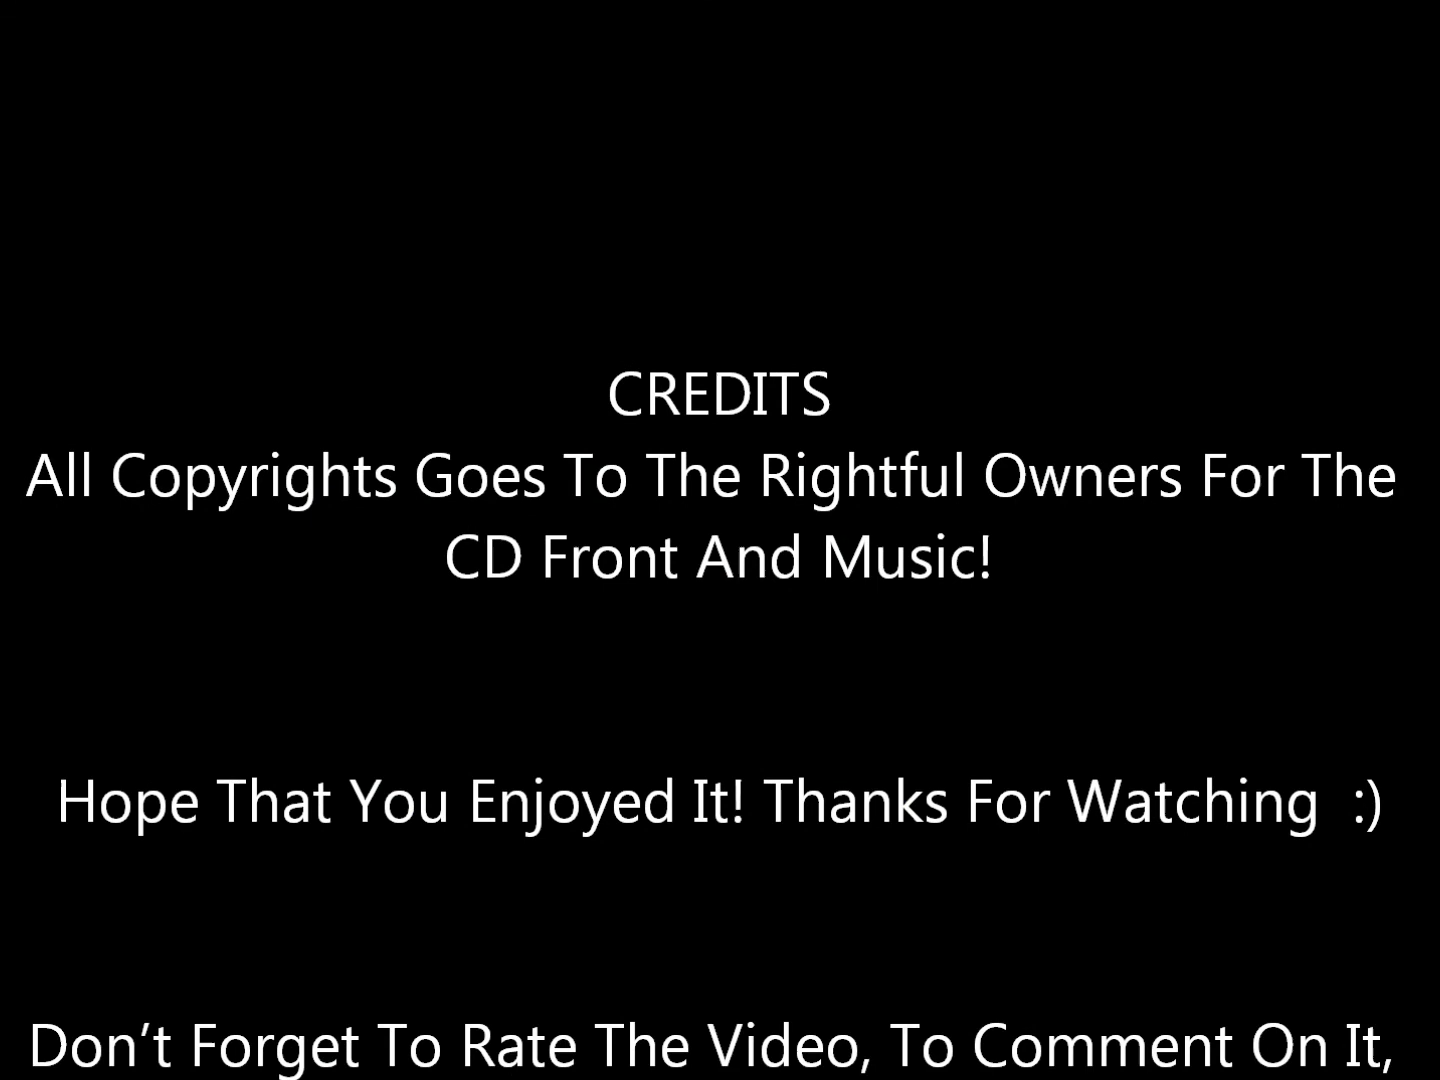 CREDITS
All Copyrights Goes To The Rightful Owners For The
CD Front And Music!
Hope That You Enjoyed It! Thanks For Watching  :)
Don’t Forget To Rate The Video, To Comment On It,